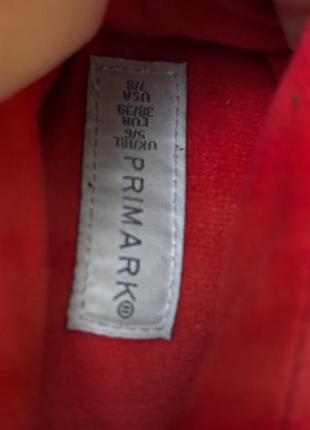 PRIMARK®
UK/IRL
5/6
EUR
38/39
USA
7/8